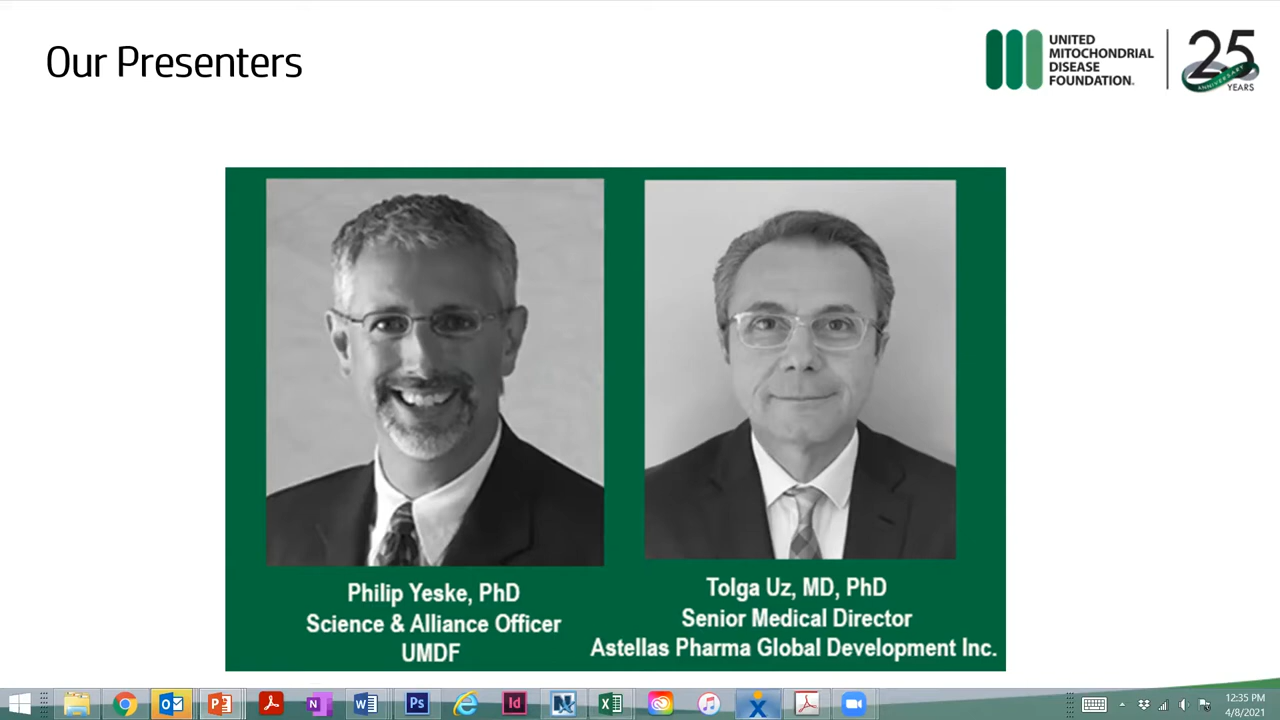 Our Presenters
UNITED
MITOCHONDRIAL
DISEASE
FOUNDATION.
25
ANNIVERSARY
YEARS
Philip Yeske, PhD
Science & Alliance Officer
UMDF
Tolga Uz, MD, PhD
Senior Medical Director
Astellas Pharma Global Development Inc.
12:35 PM
4/8/2021